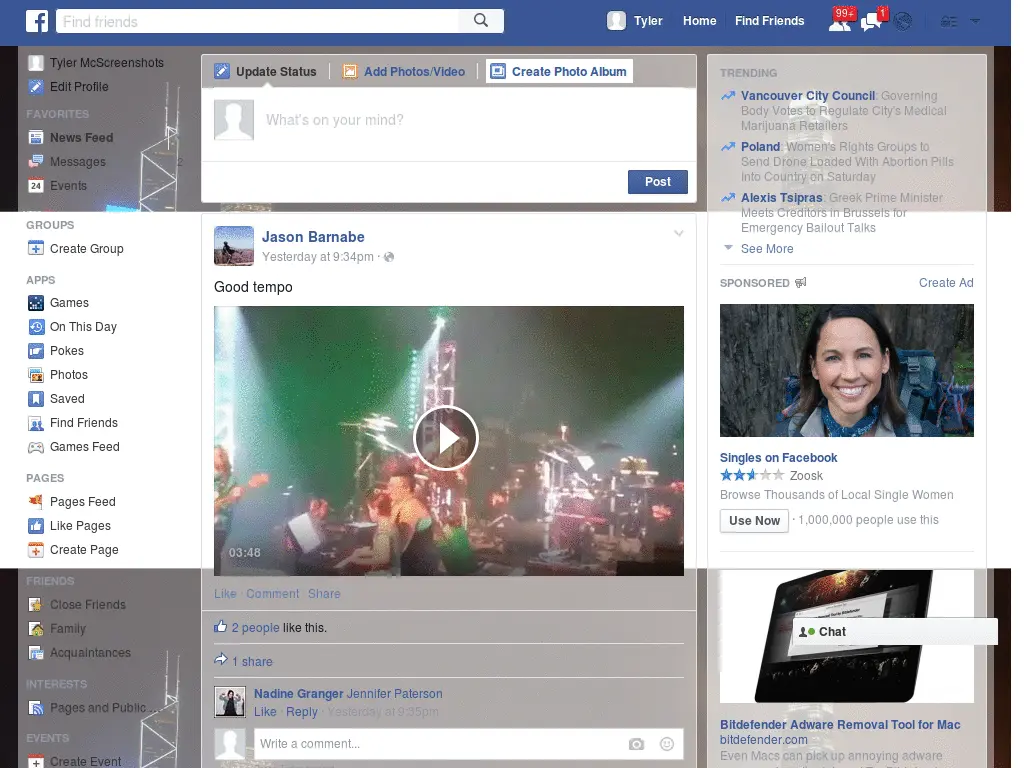 f
Find friends
Tyler
Home
Find Friends
99+
1
Tyler McScreenshots
Edit Profile
FAVORITES
News Feed
Messages
2
24
Events
GROUPS
Create Group
APPS
Games
On This Day
Pokes
Photos
Saved
Find Friends
Games Feed
PAGES
Pages Feed
Like Pages
Create Page
FRIENDS
Close Friends
Family
Acquaintances
INTERESTS
Pages and Public ...
EVENTS
Create Event
Update Status
Add Photos/Video
Create Photo Album
What's on your mind?
Post
Jason Barnabe
Yesterday at 9:34pm ·
Good tempo
03:48
Like · Comment · Share
2 people like this.
1 share
Nadine Granger Jennifer Paterson
Like · Reply · Yesterday at 9:35pm
Write a comment...
TRENDING
Vancouver City Council: Governing
Body Votes to Regulate City's Medical
Marijuana Retailers
Poland: Women's Rights Groups to
Send Drone Loaded With Abortion Pills
Into Country on Saturday
Alexis Tsipras: Greek Prime Minister
Meets Creditors in Brussels for
Emergency Bailout Talks
See More
SPONSORED
Create Ad
Singles on Facebook
Zoosk
Browse Thousands of Local Single Women
Use Now · 1,000,000 people use this
Chat
Bitdefender Adware Removal Tool for Mac
bitdefender.com
Even Macs can pick up annoying adware